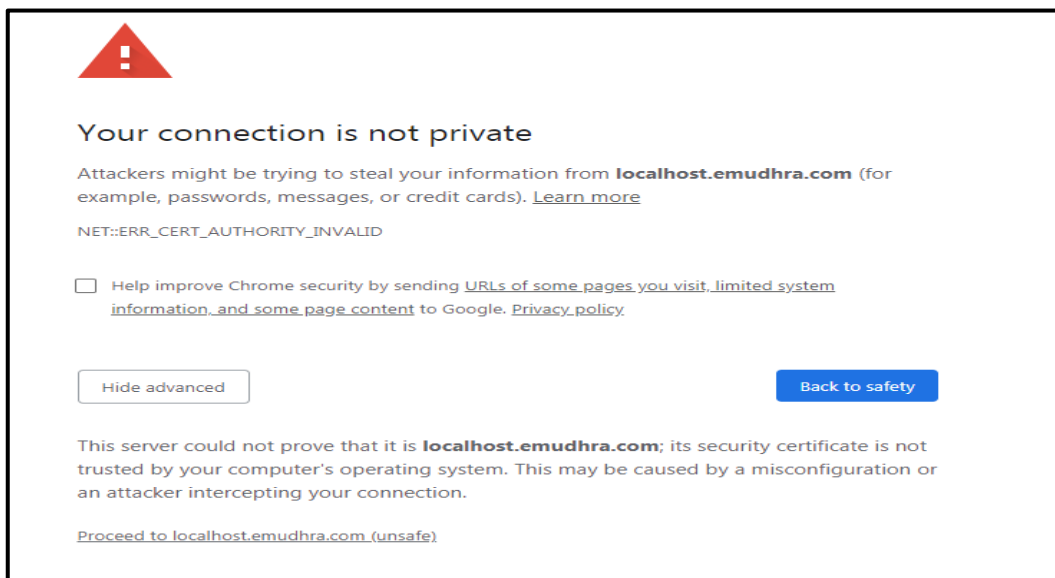 Your connection is not private
Attackers might be trying to steal your information from localhost.emudhra.com (for
example, passwords, messages, or credit cards). Learn more
NET::ERR_CERT_AUTHORITY_INVALID
Help improve Chrome security by sending URLs of some pages you visit, limited system
information, and some page content to Google. Privacy policy
Hide advanced
Back to safety
This server could not prove that it is localhost.emudhra.com; its security certificate is not
trusted by your computer's operating system. This may be caused by a misconfiguration or
an attacker intercepting your connection.
Proceed to localhost.emudhra.com (unsafe)